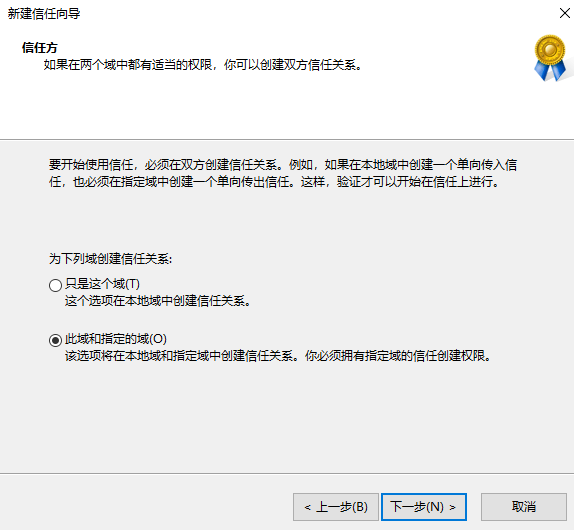 新建信任向导
信任方
如果在两个域中都有适当的权限，你可以创建双方信任关系。
要开始使用信任，必须在双方创建信任关系。例如，如果在本地域中创建一个单向传入信
任，也必须在指定域中创建一个单向传出信任。这样，验证才可以开始在信任上进行。
为下列域创建信任关系:
只是这个域(T)
这个选项在本地域中创建信任关系。
此域和指定的域(O)
该选项将在本地域和指定域中创建信任关系。你必须拥有指定域的信任创建权限。
< 上一步(B)
下一步(N) >
取消